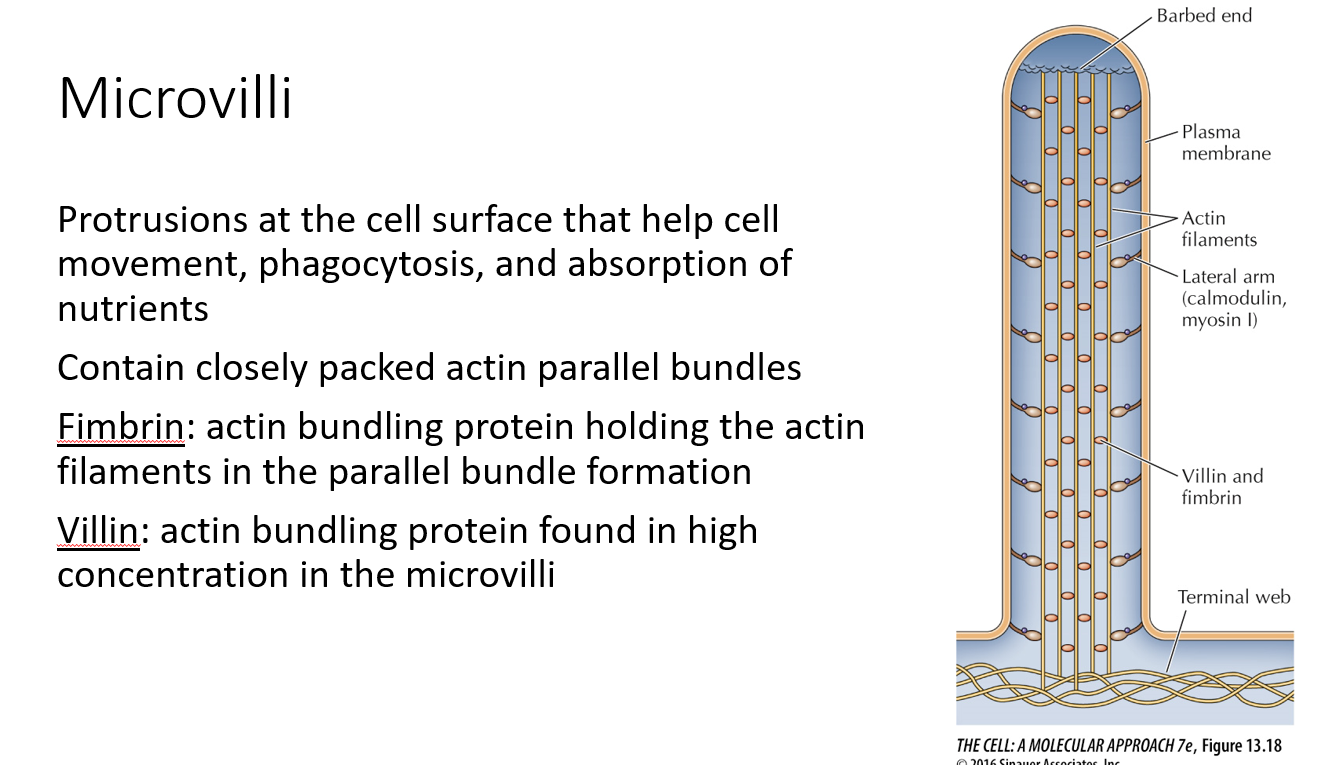 Microvilli
Protrusions at the cell surface that help cell
movement, phagocytosis, and absorption of
nutrients
Contain closely packed actin parallel bundles
Fimbrin: actin bundling protein holding the actin
filaments in the parallel bundle formation
Villin: actin bundling protein found in high
concentration in the microvilli
Barbed end
Plasma
membrane
Actin
filaments
Lateral arm
(calmodulin,
myosin I)
Villin and
fimbrin
Terminal web
THE CELL: A MOLECULAR APPROACH 7e, Figure 13.18
© 2016 Sinauer Associates, Inc.